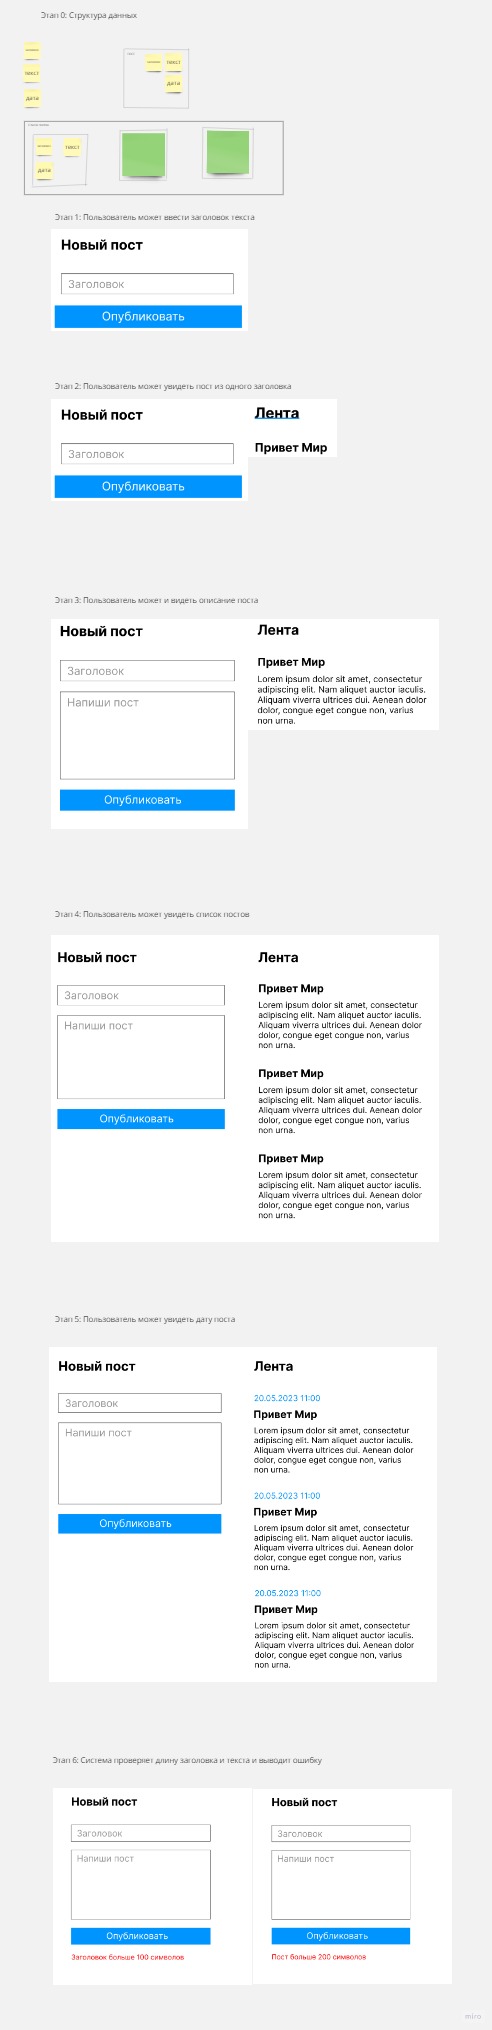 Этап 0: Структура данных
текст
дата
текст
дата
текст
дата
Этап 1: Пользователь может ввести заголовок текста
Новый пост
Заголовок
Опубликовать
Этап 2: Пользователь может увидеть пост из одного заголовка
Новый пост
Заголовок
Опубликовать
Лента
Привет Мир
Этап 3: Пользователь может и видеть описание поста
Новый пост
Заголовок
Напиши пост
Опубликовать
Лента
Привет Мир
Lorem ipsum dolor sit amet, consectetur
adipiscing elit. Nam aliquet auctor iaculis.
Aliquam viverra ultrices dui. Aenean dolor
dolor, congue eget congue non, varius
non urna.
Этап 4: Пользователь может увидеть список постов
Новый пост
Заголовок
Напиши пост
Опубликовать
Лента
Привет Мир
Lorem ipsum dolor sit amet, consectetur
adipiscing elit. Nam aliquet auctor iaculis.
Aliquam viverra ultrices dui. Aenean dolor
dolor, congue eget congue non, varius
non urna.
Привет Мир
Lorem ipsum dolor sit amet, consectetur
adipiscing elit. Nam aliquet auctor iaculis.
Aliquam viverra ultrices dui. Aenean dolor
dolor, congue eget congue non, varius
non urna.
Привет Мир
Lorem ipsum dolor sit amet, consectetur
adipiscing elit. Nam aliquet auctor iaculis.
Aliquam viverra ultrices dui. Aenean dolor
dolor, congue eget congue non, varius
non urna.
Этап 5: Пользователь может увидеть дату поста
Новый пост
Заголовок
Напиши пост
Опубликовать
Лента
20.05.2023 11:00
Привет Мир
Lorem ipsum dolor sit amet, consectetur
adipiscing elit. Nam aliquet auctor iaculis.
Aliquam viverra ultrices dui. Aenean dolor
dolor, congue eget congue non, varius
non urna.
20.05.2023 11:00
Привет Мир
Lorem ipsum dolor sit amet, consectetur
adipiscing elit. Nam aliquet auctor iaculis.
Aliquam viverra ultrices dui. Aenean dolor
dolor, congue eget congue non, varius
non urna.
20.05.2023 11:00
Привет Мир
Lorem ipsum dolor sit amet, consectetur
adipiscing elit. Nam aliquet auctor iaculis.
Aliquam viverra ultrices dui. Aenean dolor
dolor, congue eget congue non, varius
non urna.
Этап 6: Система проверяет длину заголовка и текста и выводит ошибку
Новый пост
Заголовок
Напиши пост
Опубликовать
Заголовок больше 100 символов
Новый пост
Заголовок
Напиши пост
Опубликовать
Пост больше 200 символов
miro